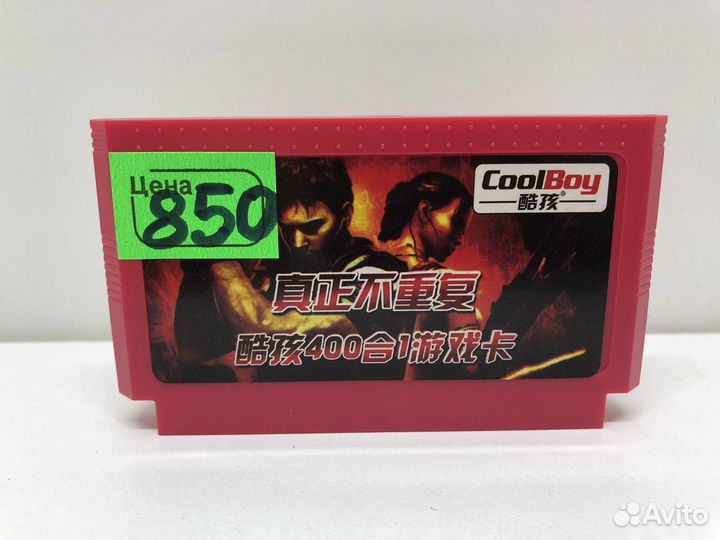 Цена
850
CoolBoy
酷孩®
真正不重复
酷孩400合1游戏卡
Avito